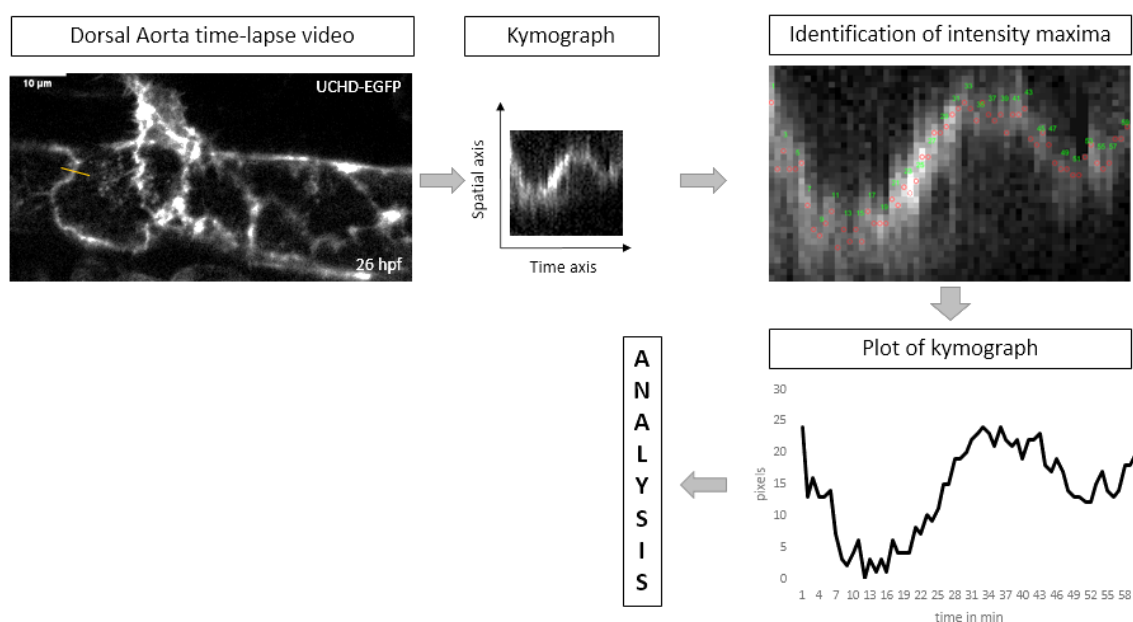 Dorsal Aorta time-lapse video
Kymograph
Identification of intensity maxima
10 µm
UCHD-EGFP
26 hpf
Spatial axis
Time axis
Plot of kymograph
ANALYSIS
pixels
30
25
20
15
10
5
0
1 4 7 10 13 16 19 22 25 28 31 34 37 40 43 46 49 52 55 58
time in min